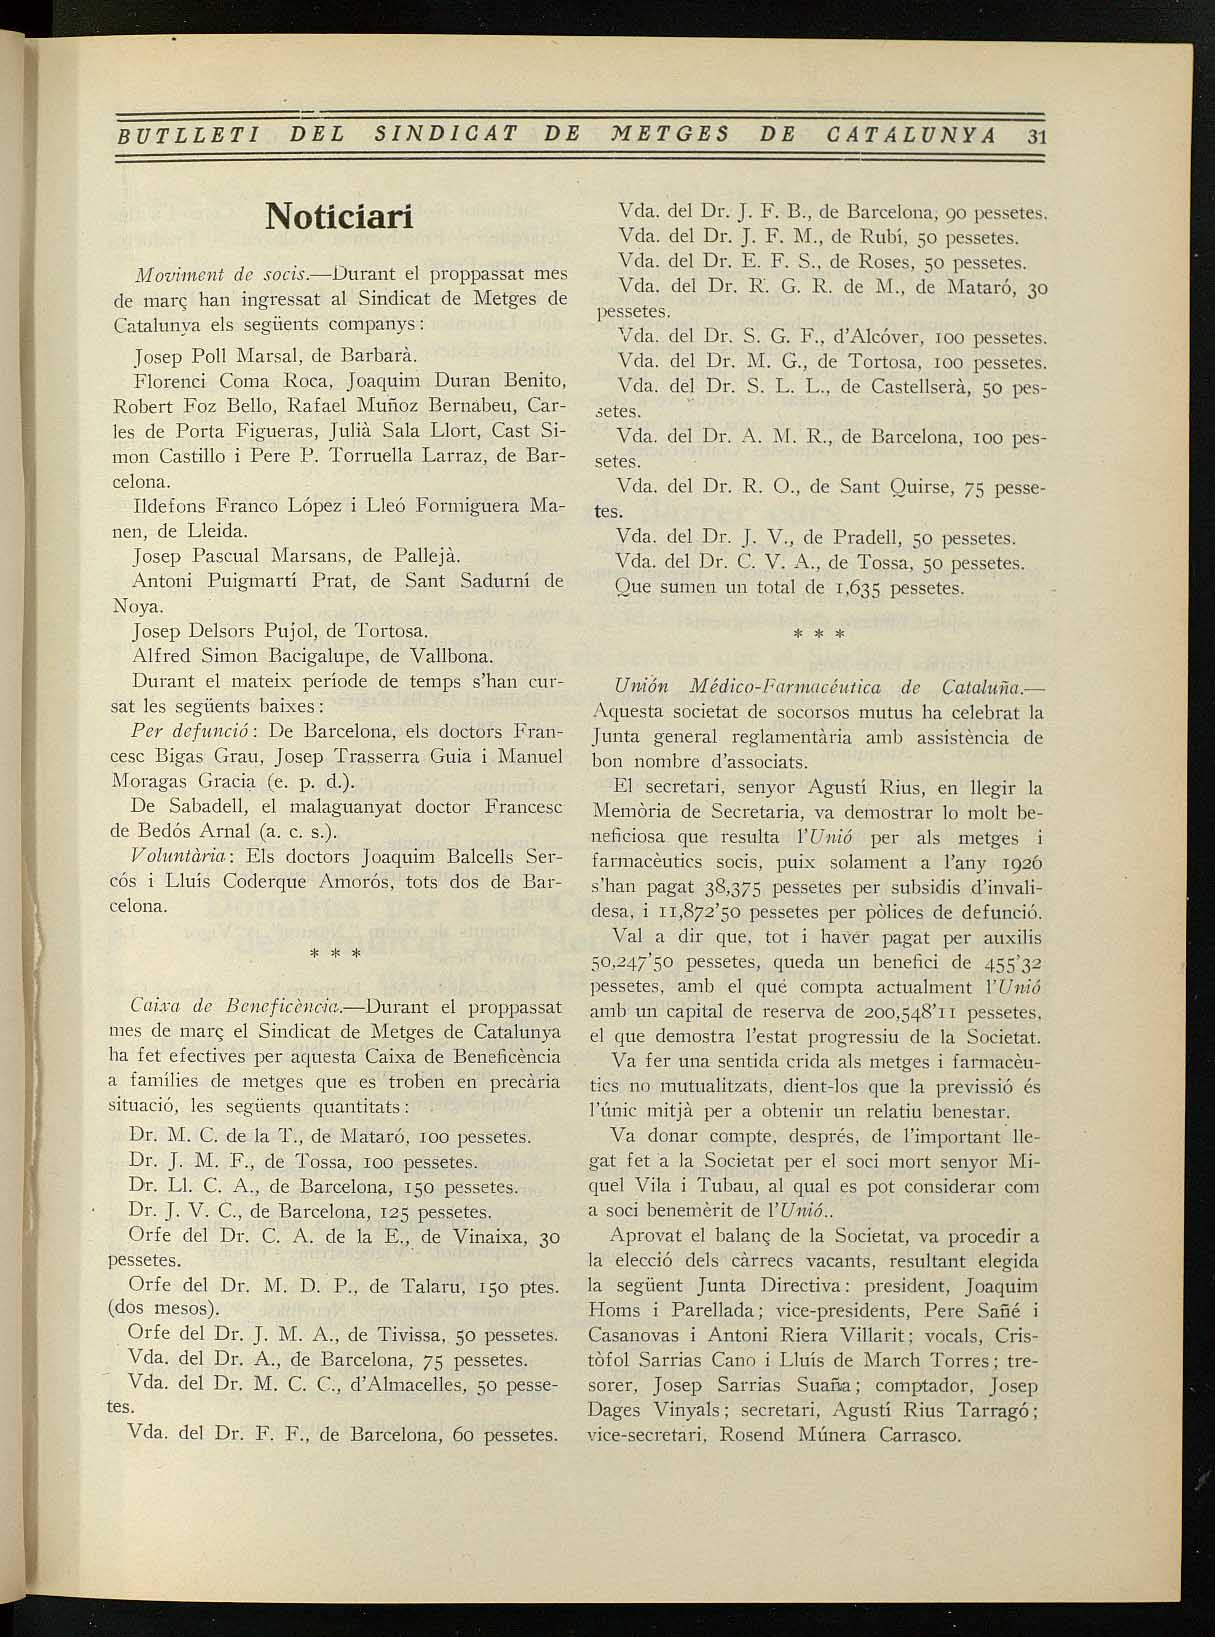 BUTLLETI DEL SINDICAT DE METGES DE CATALUNYA 31
Noticiari
Moviment de socis.—Durant el proppassat mes
de març han ingressat al Sindicat de Metges de
Catalunya els següents companys:
Josep Poll Marsal, de Barbarà.
Florenci Coma Roca, Joaquim Duran Benito,
Robert Foz Bello, Rafael Muñoz Bernabeu, Car-
les de Porta Figueras, Julià Sala Llort, Cast Si-
mon Castillo i Pere P. Torruella Larraz, de Bar-
celona.
Ildefons Franco López i Lleó Formiguera Ma-
nen, de Lleida.
Josep Pascual Marsans, de Pallejà.
Antoni Puigmartí Prat, de Sant Sadurní de
Noya.
Josep Delsors Pujol, de Tortosa.
Alfred Simon Bacigalupe, de Vallbona.
Durant el mateix període de temps s'han cur-
sat les següents baixes:
Per defunció: De Barcelona, els doctors Fran-
cesc Bigas Grau, Josep Trasserra Guia i Manuel
Moragas Gracia (e. p. d.).
De Sabadell, el malaguanyat doctor Francesc
de Bedós Arnal (a. c. s.).
Voluntària: Els doctors Joaquim Balcells Ser-
cós i Lluís Coderque Amorós, tots dos de Bar-
celona.
* * *
Caixa de Beneficència.—Durant el proppassat
mes de març el Sindicat de Metges de Catalunya
ha fet efectives per aquesta Caixa de Beneficència
a famílies de metges que es troben en precària
situació, les següents quantitats:
Dr. M. C. de la T., de Mataró, 100 pessetes.
Dr. J. M. F., de Tossa, 100 pessetes.
Dr. Ll. C. A., de Barcelona, 150 pessetes.
Dr. J. V. C., de Barcelona, 125 pessetes.
Orfe del Dr. C. A. de la E., de Vinaixa, 30
pessetes.
Orfe del Dr. M. D. P., de Talaru, 150 ptes.
(dos mesos).
Orfe del Dr. J. M. A., de Tivissa, 50 pessetes.
Vda. del Dr. A., de Barcelona, 75 pessetes.
Vda. del Dr. M. C. C., d'Almacelles, 50 pesse-
tes.
Vda. del Dr. F. F., de Barcelona, 60 pessetes.
Vda. del Dr. J. F. B., de Barcelona, 90 pessetes.
Vda. del Dr. J. F. M., de Rubí, 50 pessetes.
Vda. del Dr. E. F. S., de Roses, 50 pessetes.
Vda. del Dr. R. G. R. de M., de Mataró, 30
pessetes.
Vda. del Dr. S. G. F., d'Alcóver, 100 pessetes.
Vda. del Dr. M. G., de Tortosa, 100 pessetes.
Vda. del Dr. S. L. L., de Castellserà, 50 pes-
setes.
Vda. del Dr. A. M. R., de Barcelona, 100 pes-
setes.
Vda. del Dr. R. O., de Sant Quirse, 75 pesse-
tes.
Vda. del Dr. J. V., de Pradell, 50 pessetes.
Vda. del Dr. C. V. A., de Tossa, 50 pessetes.
Que sumen un total de 1,635 pessetes.
* * *
Unión Médico-Farmacéutica de Cataluña.—
Aquesta societat de socorsos mutus ha celebrat la
Junta general reglamentària amb assistència de
bon nombre d'associats.
El secretari, senyor Agustí Rius, en llegir la
Memòria de Secretaria, va demostrar lo molt be-
neficiosa que resulta l'Unió per als metges i
farmacèutics socis, puix solament a l'any 1926
s'han pagat 38,375 pessetes per subsidis d'invali-
desa, i 11,872'50 pessetes per pòlices de defunció.
Val a dir que, tot i haver pagat per auxilis
50,247'50 pessetes, queda un benefici de 455'32
pessetes, amb el qué compta actualment l'Unió
amb un capital de reserva de 200,548'11 pessetes,
el que demostra l'estat progressiu de la Societat.
Va fer una sentida crida als metges i farmacèu-
tics no mutualitzats, dient-los que la previssió és
l'únic mitjà per a obtenir un relatiu benestar.
Va donar compte, després, de l'important lle-
gat fet a la Societat per el soci mort senyor Mi-
quel Vila i Tubau, al qual es pot considerar com
a soci benemèrit de l'Unió..
Aprovat el balanç de la Societat, va procedir a
la elecció dels càrrecs vacants, resultant elegida
la següent Junta Directiva: president, Joaquim
Homs i Parellada; vice-presidents, Pere Sañé i
Casanovas i Antoni Riera Villarit; vocals, Cris-
tòfol Sarrias Cano i Lluís de March Torres; tre-
sorer, Josep Sarrias Suaña; comptador, Josep
Dages Vinyals; secretari, Agustí Rius Tarragó;
vice-secretari, Rosend Múnera Carrasco.